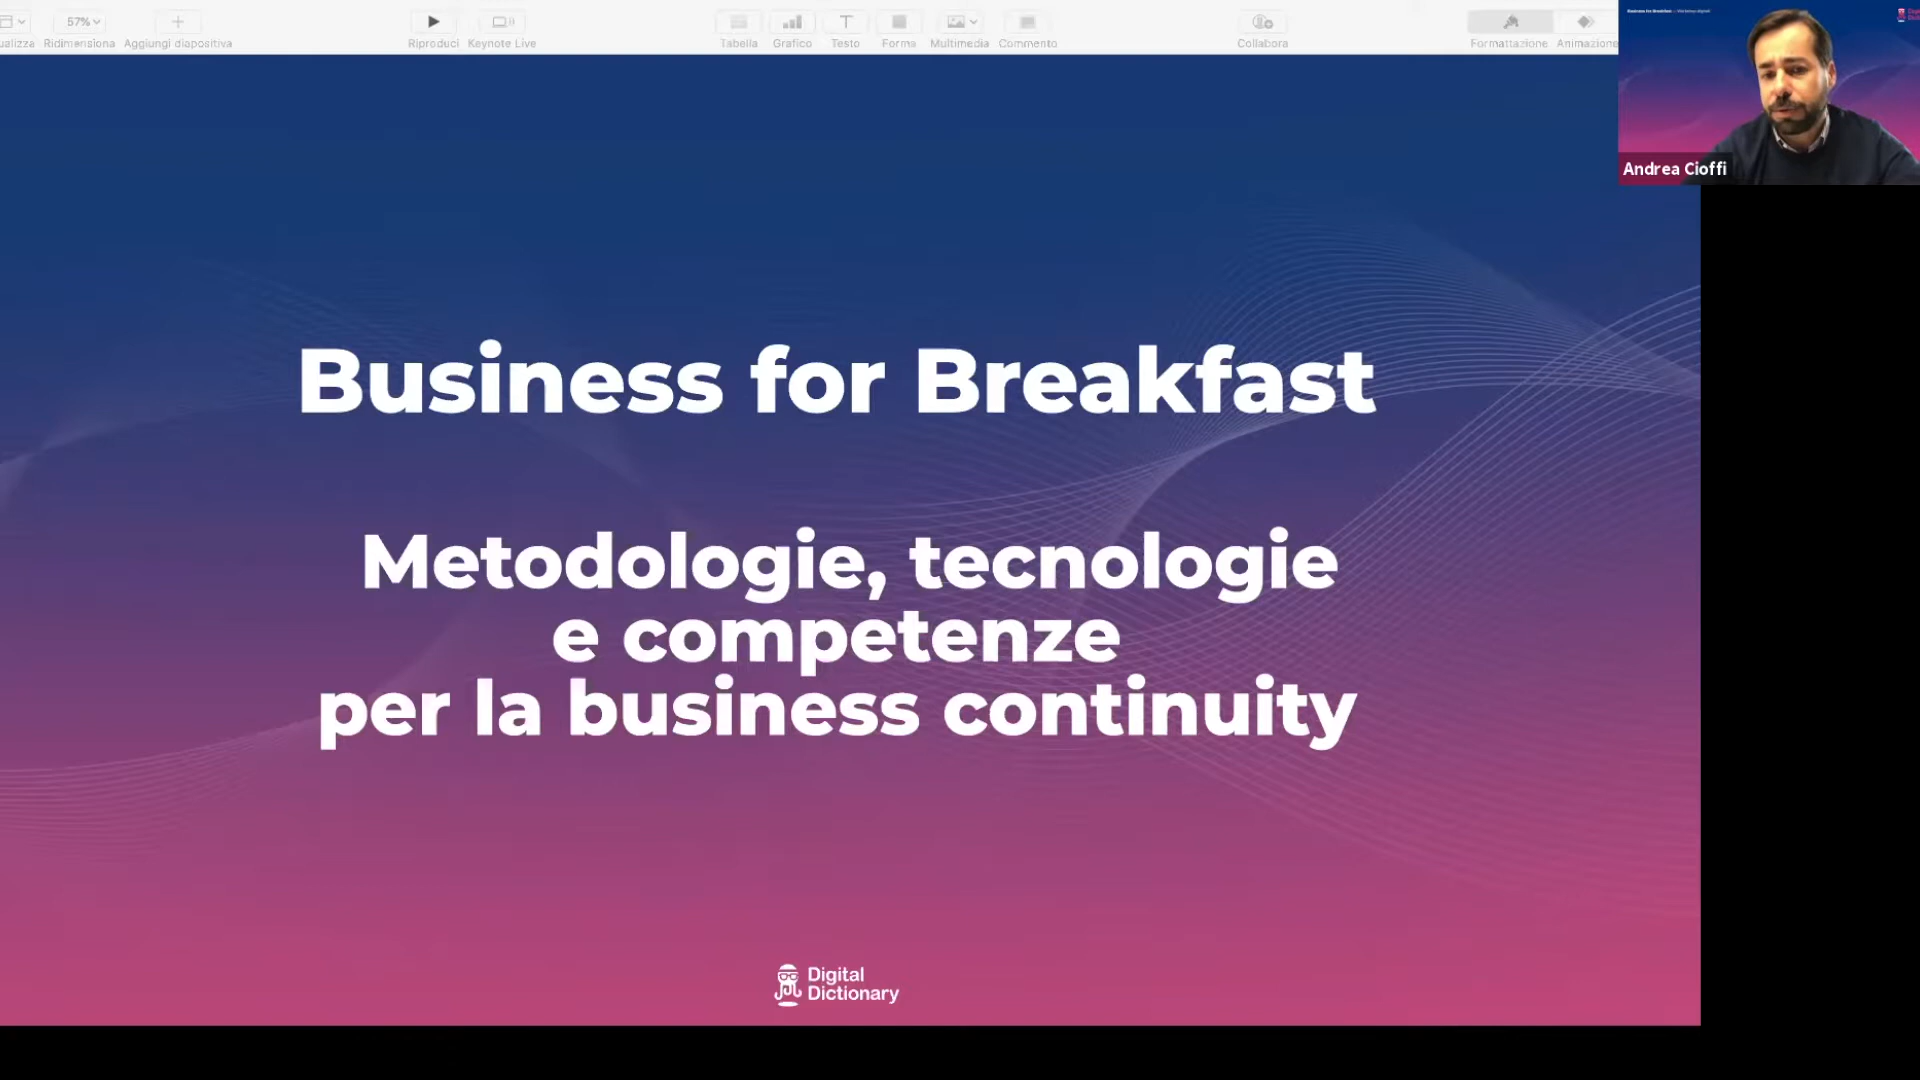 57%
ualizza Ridimensiona Aggiungi diapositiva Riproduci Keynote Live Tabella Grafico Testo Forma Multimedia Commento Collabora Formattazione Animazione
Andrea Cioffi
Business for Breakfast
Metodologie, tecnologie
e competenze
per la business continuity
Digital
Dictionary